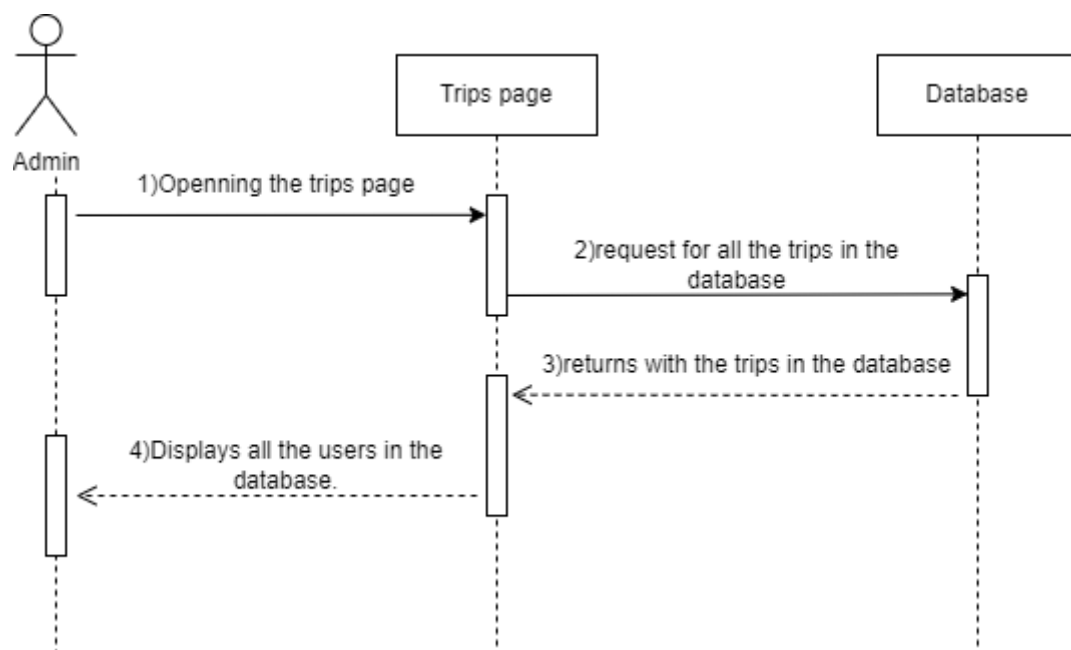 Trips page
Database
Admin
1)Openning the trips page
2)request for all the trips in the
database
3)returns with the trips in the database
4)Displays all the users in the
database.